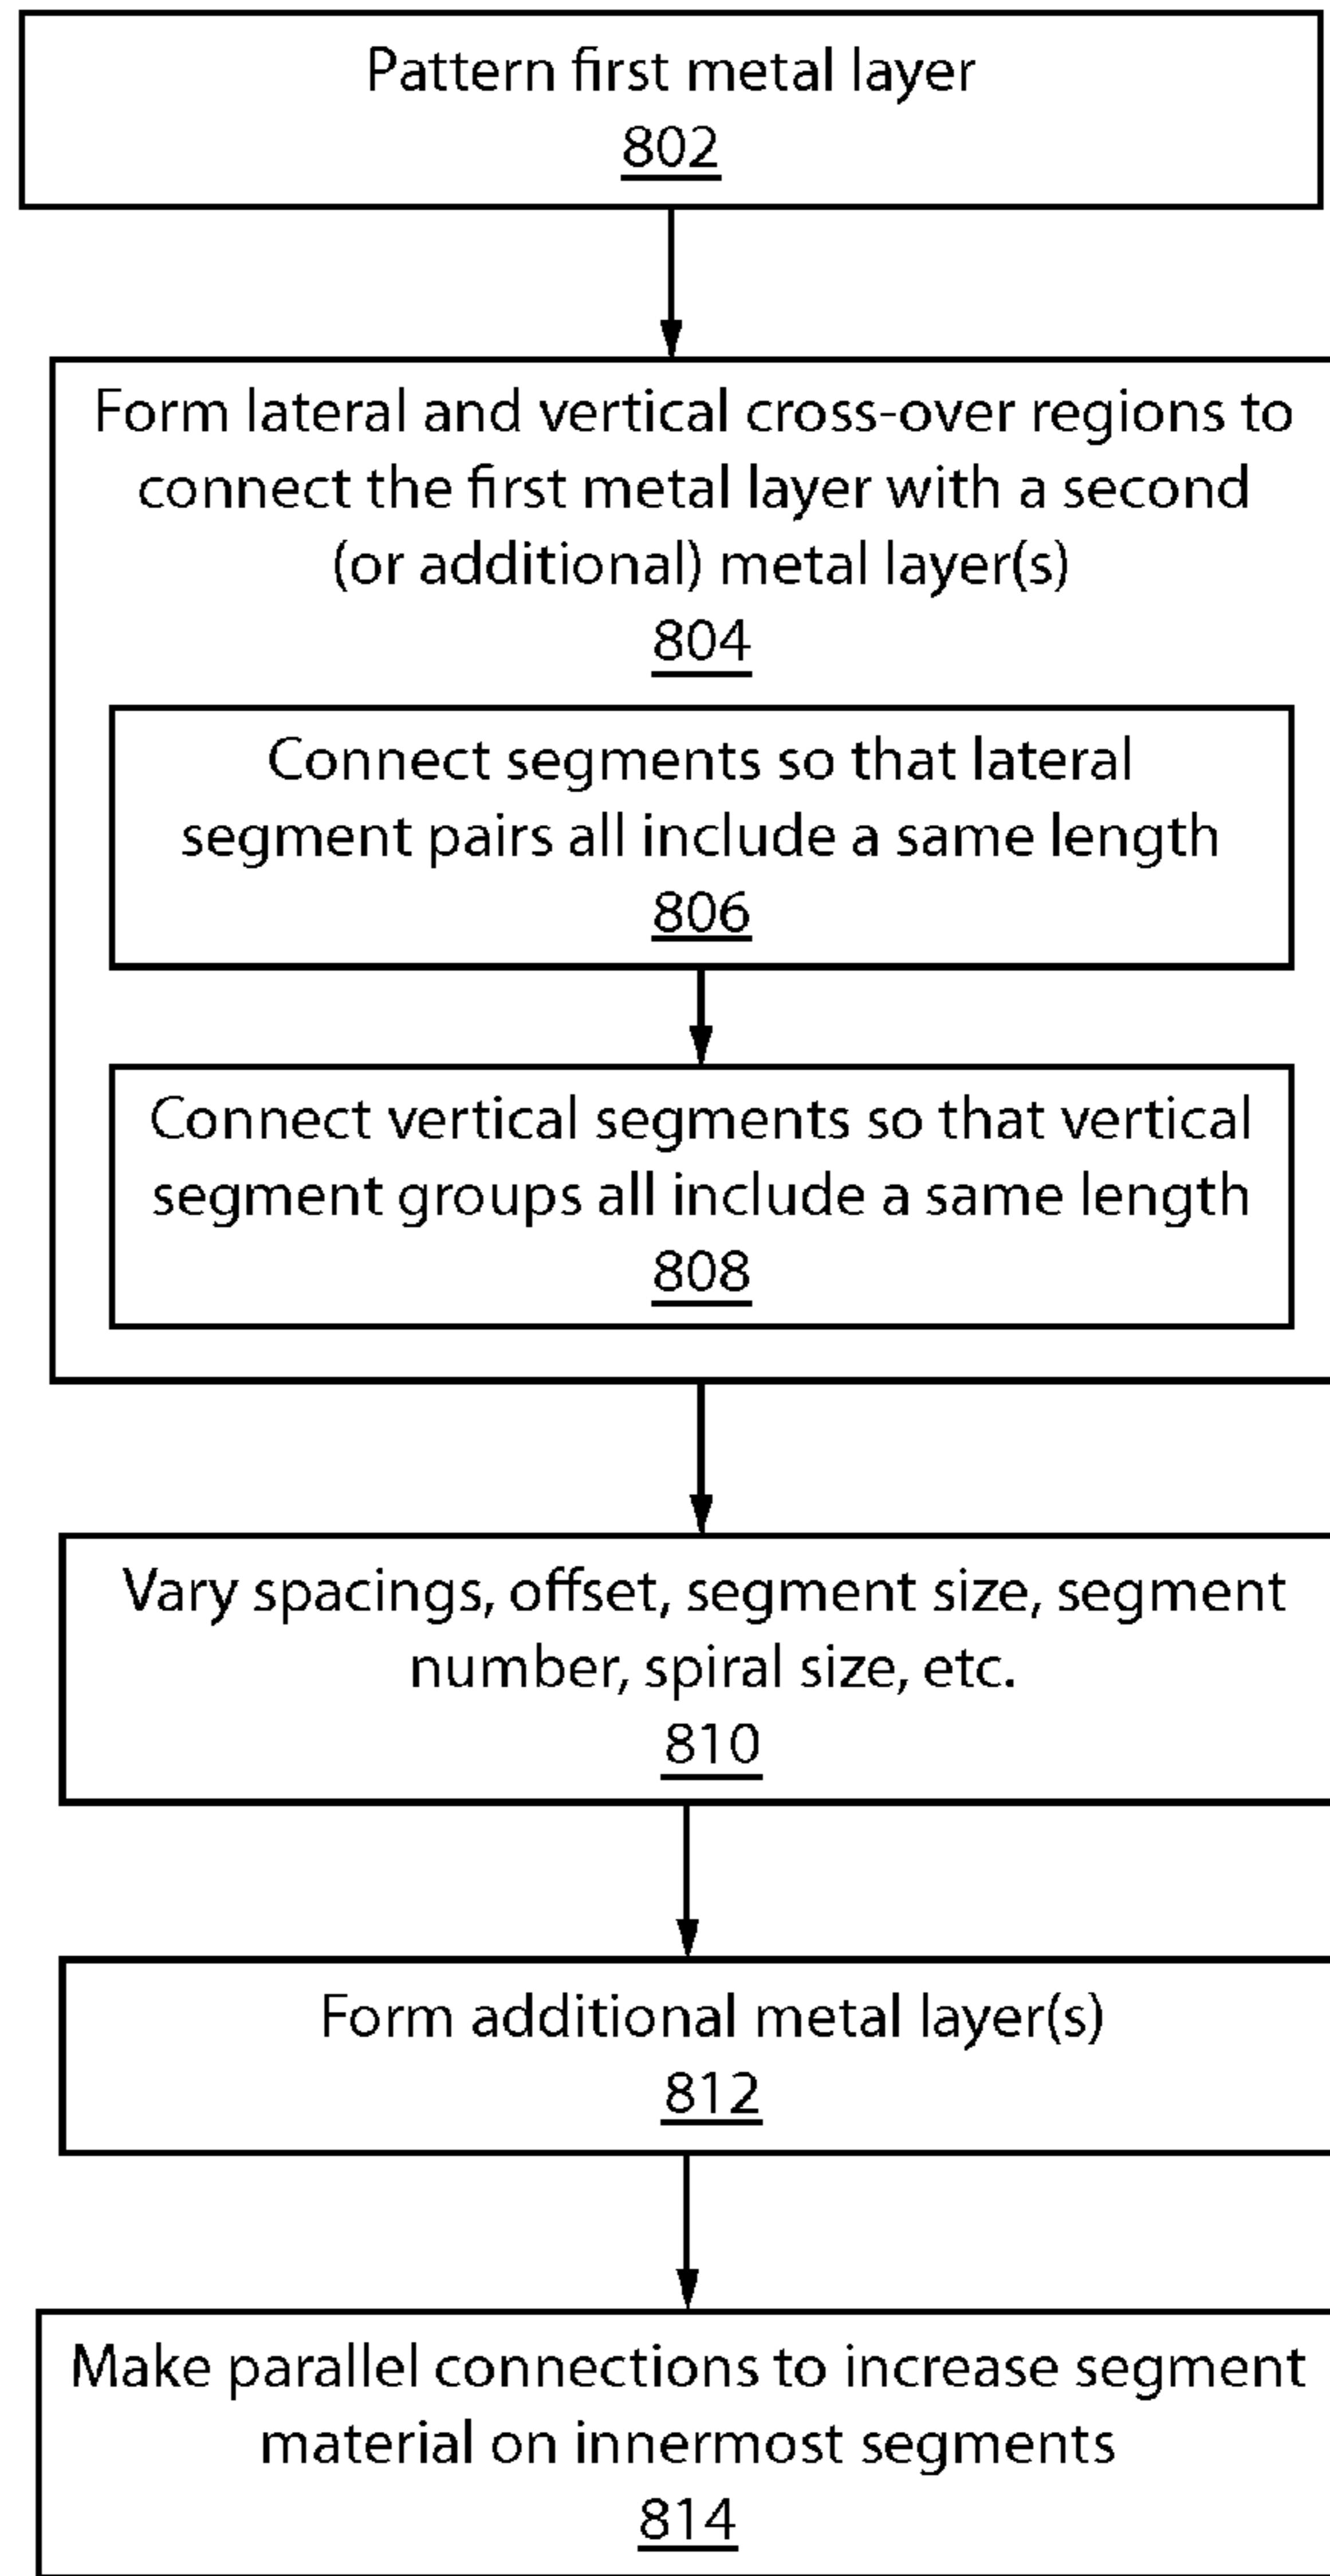 Pattern first metal layer
802
Form lateral and vertical cross-over regions to
connect the first metal layer with a second
(or additional) metal layer(s)
804
Connect segments so that lateral
segment pairs all include a same length
806
Connect vertical segments so that vertical
segment groups all include a same length
808
Vary spacings, offset, segment size, segment
number, spiral size, etc.
810
Form additional metal layer(s)
812
Make parallel connections to increase segment
material on innermost segments
814